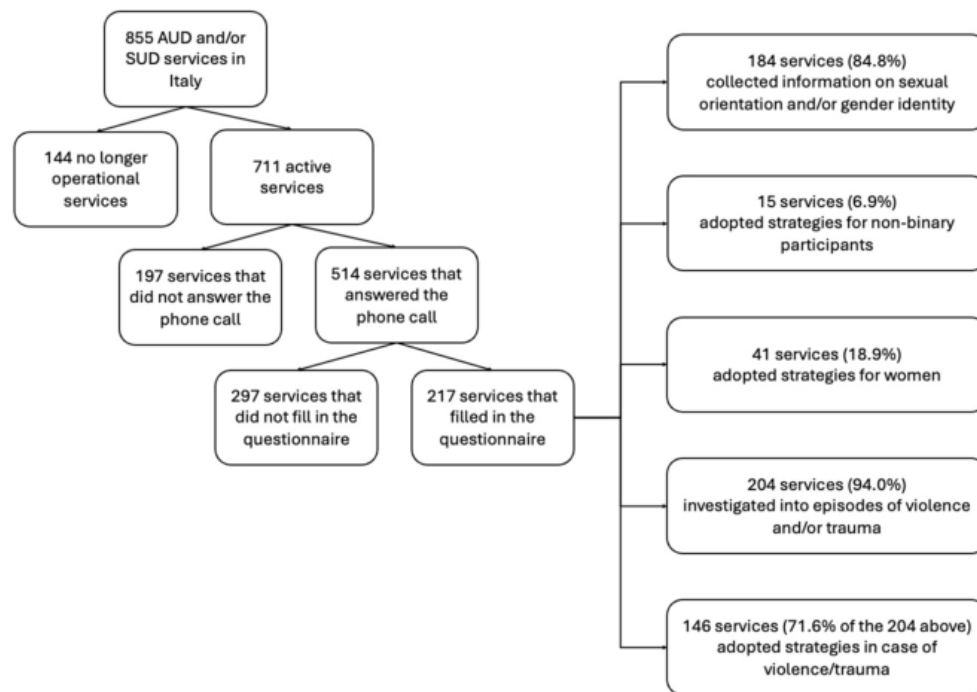 855 AUD and/or
SUD services in
Italy
144 no longer
operational
services
711 active
services
197 services that
did not answer the
phone call
514 services that
answered the
phone call
297 services that
did not fill in the
questionnaire
217 services that
filled in the
questionnaire
184 services (84.8%)
collected information on sexual
orientation and/or gender identity
15 services (6.9%)
adopted strategies for non-binary
participants
41 services (18.9%)
adopted strategies for women
204 services (94.0%)
investigated into episodes of violence
and/or trauma
146 services (71.6% of the 204 above)
adopted strategies in case of
violence/trauma